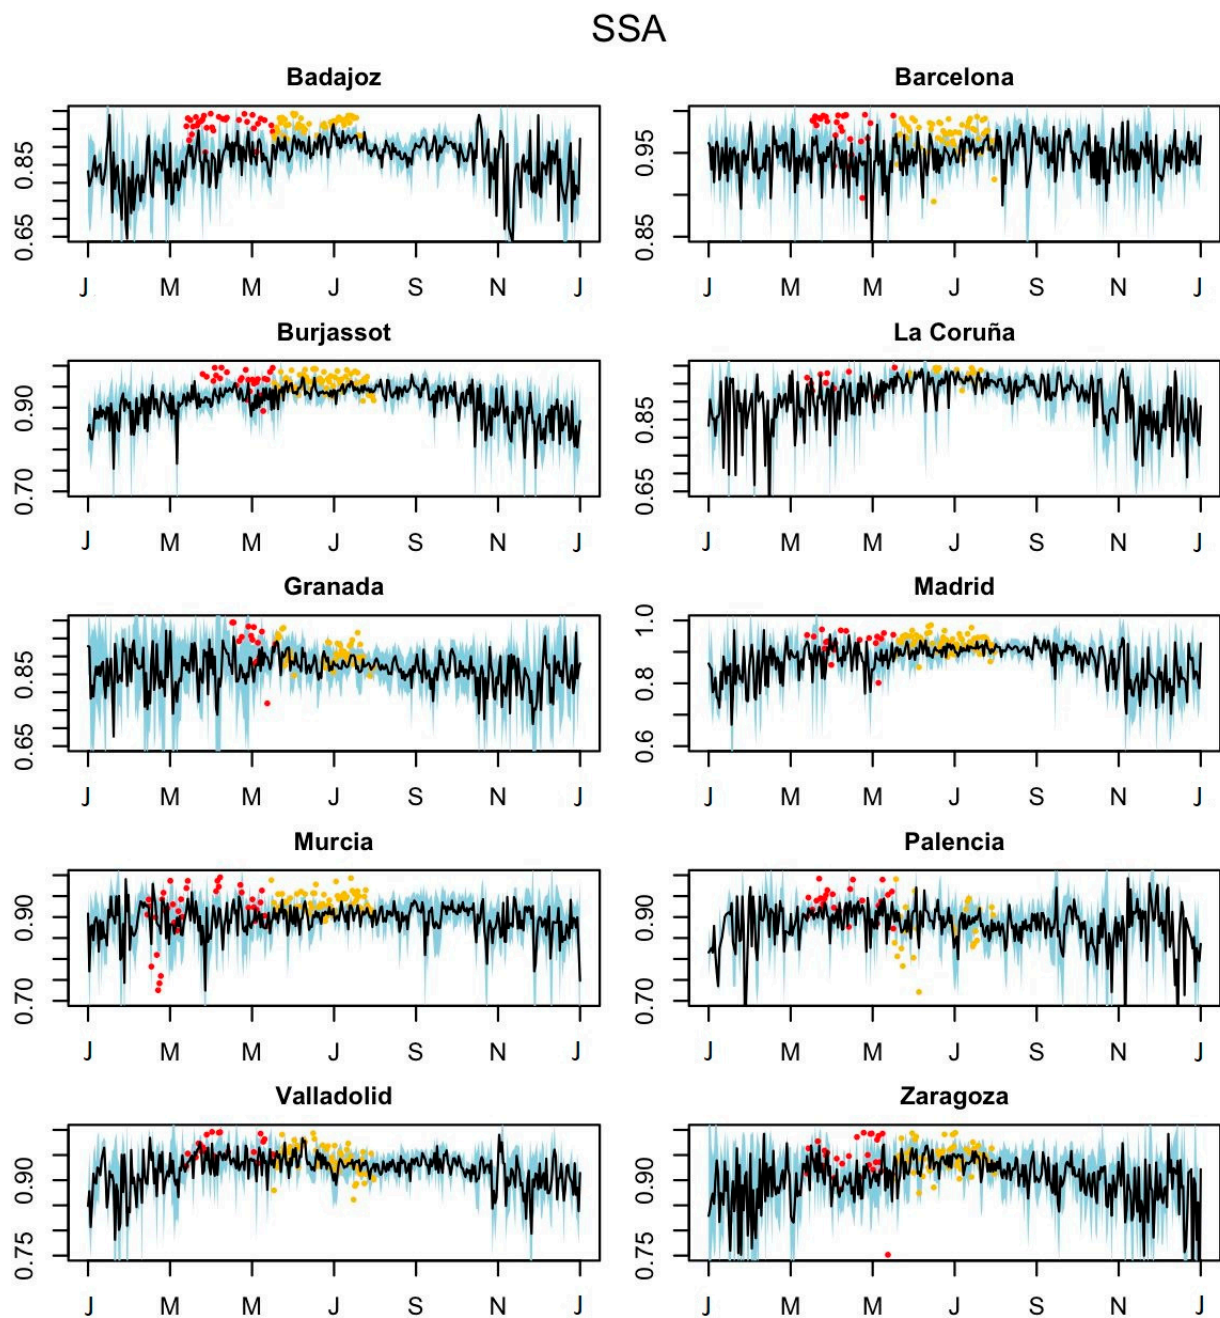 SSA
Badajoz
0.85
0.65
J M M J S N J
Barcelona
0.95
0.85
J M M J S N J
Burjassot
0.90
0.70
J M M J S N J
La Coruña
0.85
0.65
J M M J S N J
Granada
0.85
0.65
J M M J S N J
Madrid
1.0
0.8
0.6
J M M J S N J
Murcia
0.90
0.70
J M M J S N J
Palencia
0.90
0.70
J M M J S N J
Valladolid
0.90
0.75
J M M J S N J
Zaragoza
0.90
0.75
J M M J S N J